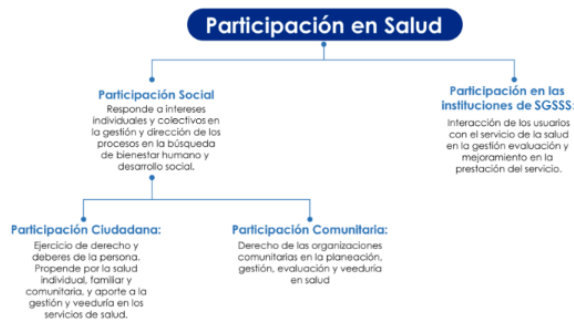 Participación en Salud
Participación Social
Responde a intereses
individuales y colectivos en
la gestión y dirección de los
procesos en la búsqueda
de bienestar humano y
desarrollo social.
Participación en las
instituciones de SGSSS:
Interacción de los usuarios
con el servicio de la salud
en la gestión evaluación y
mejoramiento en la
prestación del servicio.
Participación Ciudadana:
Ejercicio de derecho y
deberes de la persona.
Propende por la salud
individual, familiar y
comunitaria, y aporte a la
gestión y veeduría en los
servicios de salud.
Participación Comunitaria:
Derecho de las organizaciones
comunitarias en la planeación,
gestión, evaluación y veeduría
en salud